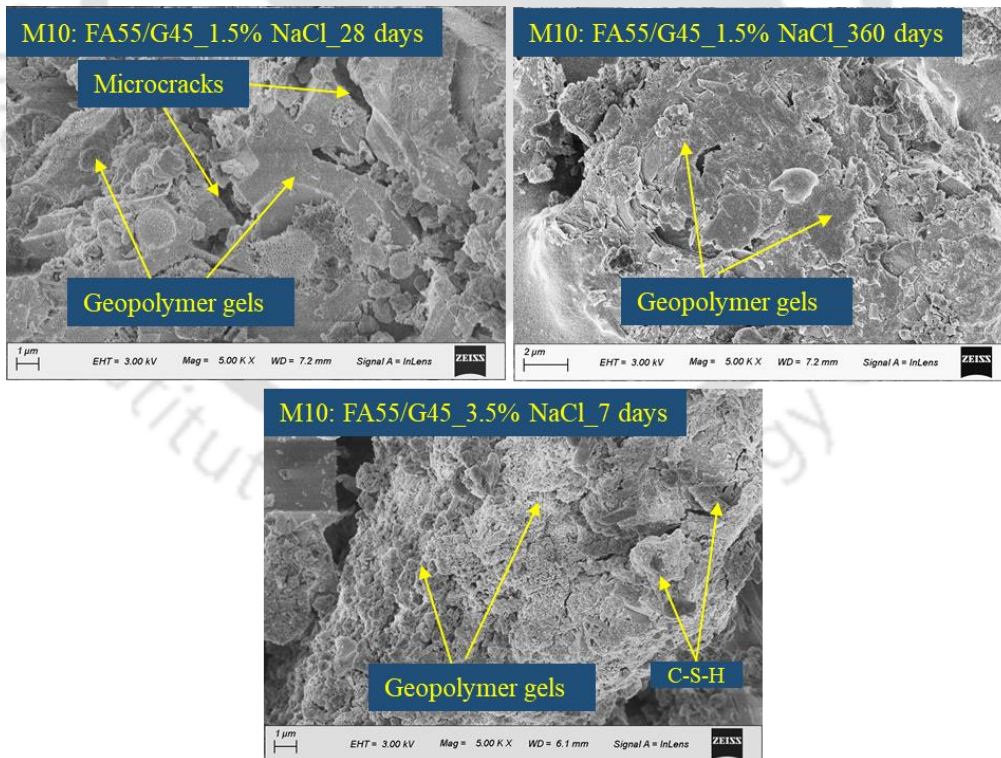 M10: FA55/G45_1.5% NaCl_28 days
Microcracks
Geopolymer gels
1 µm
EHT = 3.00 kV Mag = 5.00 K X WD = 7.2 mm Signal A = InLens ZEISS
M10: FA55/G45_1.5% NaCl_360 days
Geopolymer gels
2 µm
EHT = 3.00 kV Mag = 5.00 K X WD = 7.2 mm Signal A = InLens ZEISS
M10: FA55/G45_3.5% NaCl_7 days
Geopolymer gels
C-S-H
1 µm
EHT = 3.00 kV Mag = 5.00 K X WD = 6.1 mm Signal A = InLens ZEISS